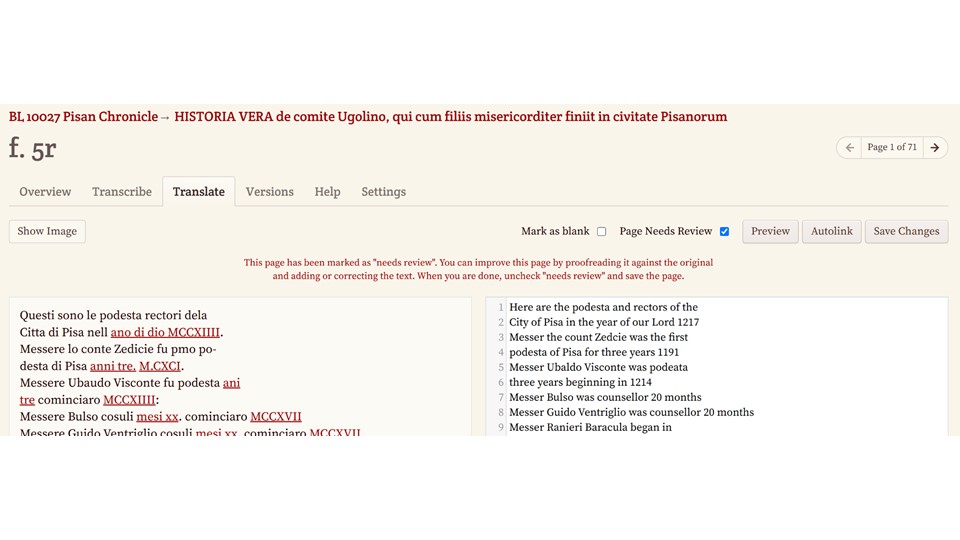 BL 10027 Pisan Chronicle → HISTORIA VERA de comite Ugolino, qui cum filiis misericorditer finiit in civitate Pisanorum
f. 5r
← Page 1 of 71 →
Overview Transcribe Translate Versions Help Settings
Show Image
Mark as blank Page Needs Review Preview Autolink Save Changes
This page has been marked as "needs review". You can improve this page by proofreading it against the original
and adding or correcting the text. When you are done, uncheck "needs review" and save the page.
Questi sono le podesta rectori dela
Citta di Pisa nell ano di dio MCCXIIII.
Messere lo conte Zedicie fu pmo po-
desta di Pisa anni tre. M.CXCI.
Messere Ubaudo Visconte fu podesta ani
tre cominciaro MCCXIIII:
Messere Bulso cosuli mesi xx. cominciaro MCCXVII
Messere Guido Ventriglio cosuli mesi xx. cominciaro MCCXVII
1 Here are the podesta and rectors of the
2 City of Pisa in the year of our Lord 1217
3 Messer the count Zedcie was the first
4 podesta of Pisa for three years 1191
5 Messer Ubaldo Visconte was podeata
6 three years beginning in 1214
7 Messer Bulso was counsellor 20 months
8 Messer Guido Ventriglio was counsellor 20 months
9 Messer Ranieri Baracula began in